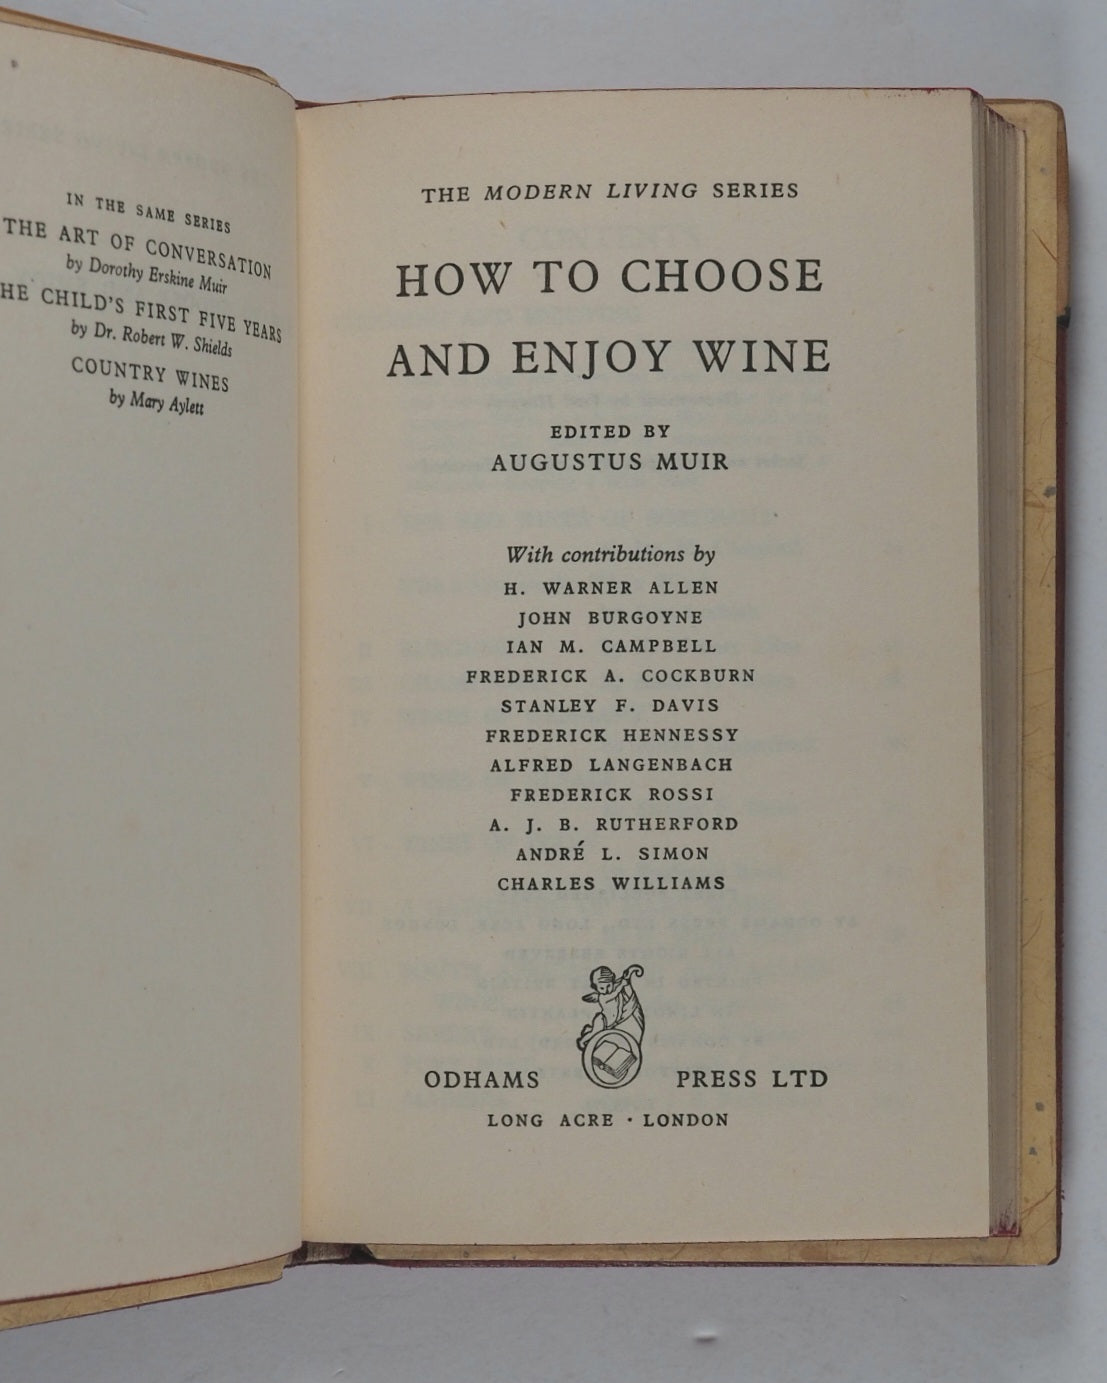 IN THE SAME SERIES
THE ART OF CONVERSATION
by Dorothy Erskine Muir
HE CHILD'S FIRST FIVE YEARS
by Dr. Robert W. Shields
COUNTRY WINES
by Mary Aylett
THE MODERN LIVING SERIES
HOW TO CHOOSE
AND ENJOY WINE
EDITED BY
AUGUSTUS MUIR
With contributions by
H. WARNER ALLEN
JOHN BURGOYNE
IAN M. CAMPBELL
FREDERICK A. COCKBURN
STANLEY F. DAVIS
FREDERICK HENNESSY
ALFRED LANGENBACH
FREDERICK ROSSI
A. J. B. RUTHERFORD
ANDRÉ L. SIMON
CHARLES WILLIAMS
ODHAMS PRESS LTD
LONG ACRE · LONDON